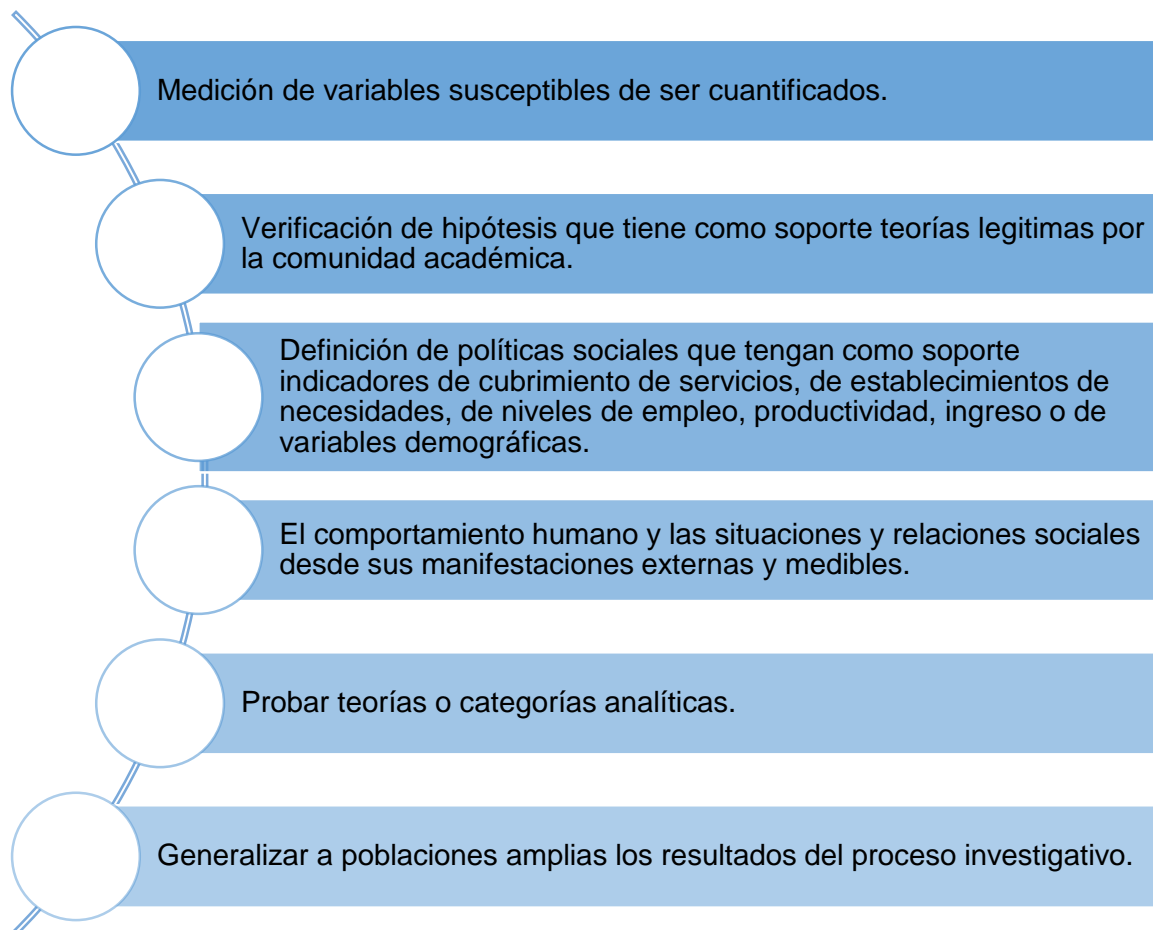 Medición de variables susceptibles de ser cuantificados.
Verificación de hipótesis que tiene como soporte teorías legitimas por
la comunidad académica.
Definición de políticas sociales que tengan como soporte
indicadores de cubrimiento de servicios, de establecimientos de
necesidades, de niveles de empleo, productividad, ingreso o de
variables demográficas.
El comportamiento humano y las situaciones y relaciones sociales
desde sus manifestaciones externas y medibles.
Probar teorías o categorías analíticas.
Generalizar a poblaciones amplias los resultados del proceso investigativo.